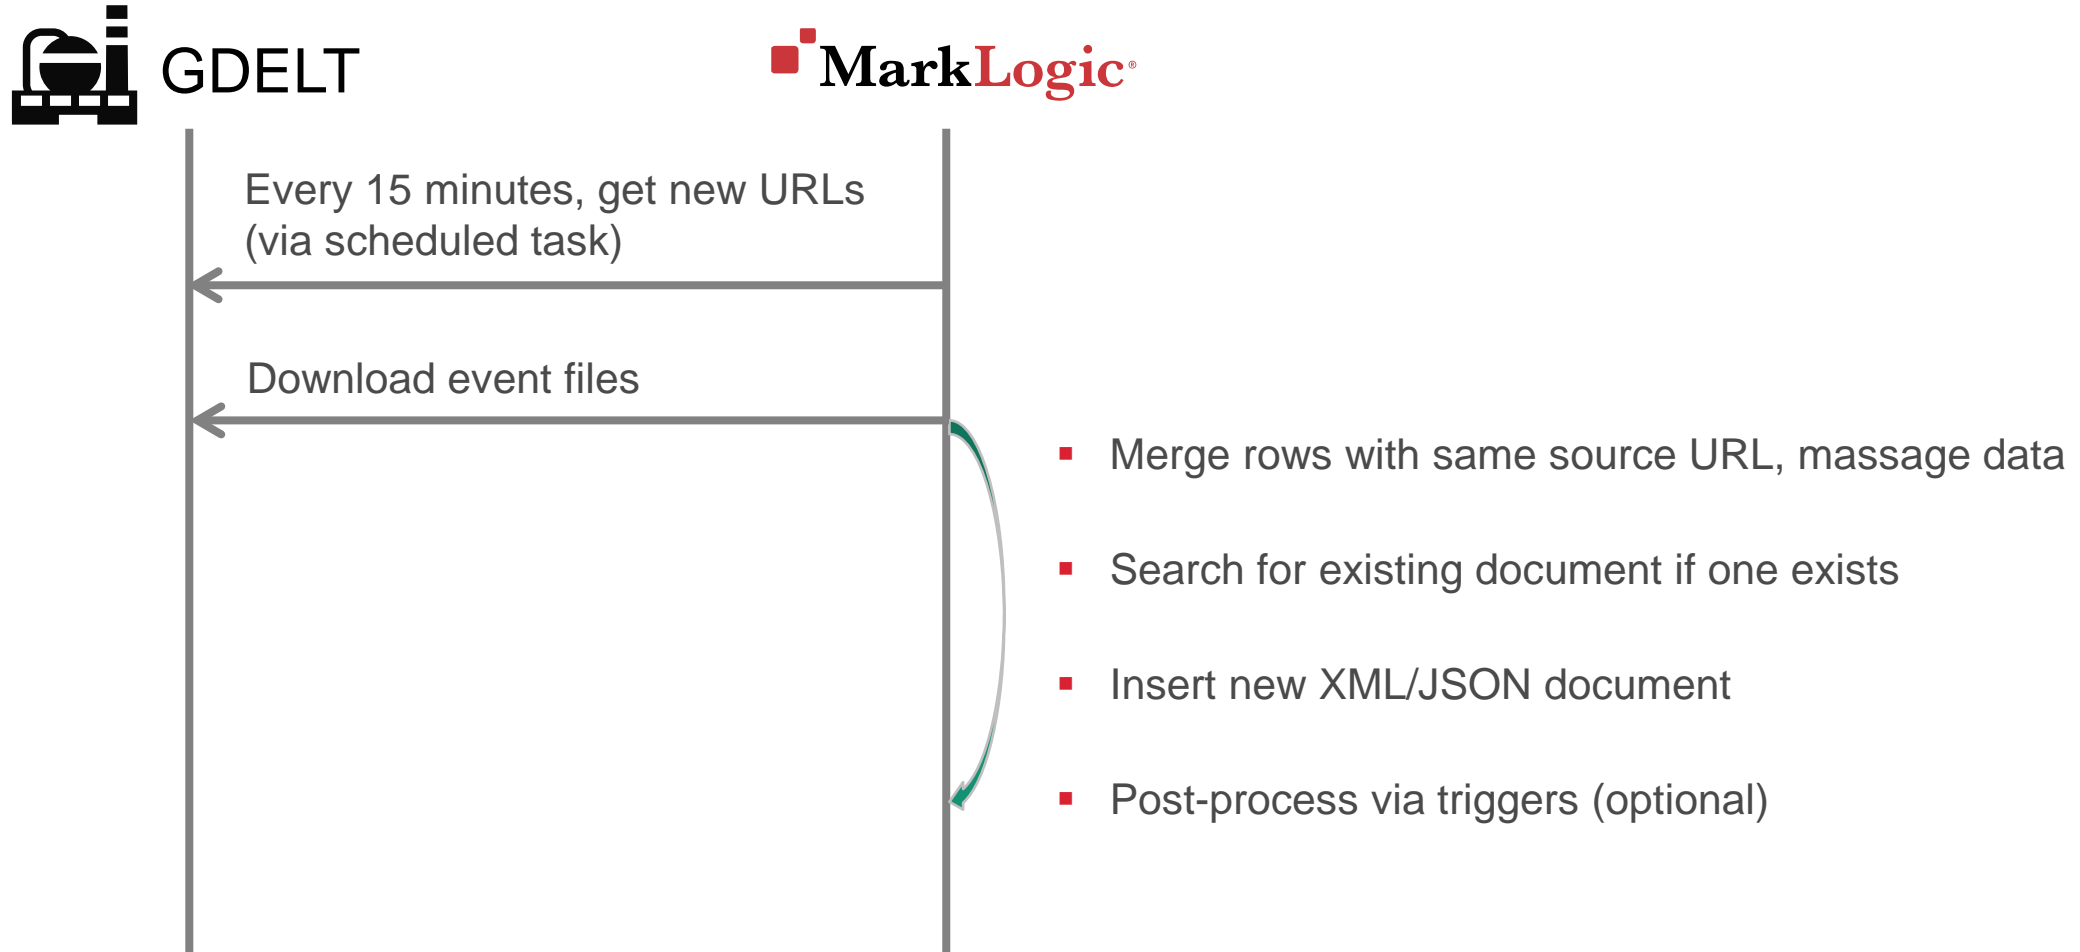 GDELT
MarkLogic®
Every 15 minutes, get new URLs
(via scheduled task)
Download event files
▪ Merge rows with same source URL, massage data
▪ Search for existing document if one exists
▪ Insert new XML/JSON document
▪ Post-process via triggers (optional)